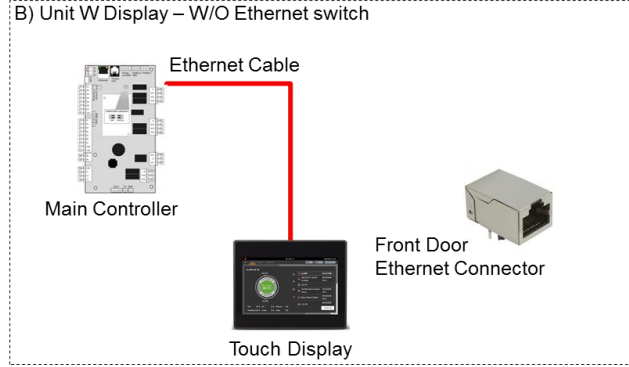 B) Unit W Display – W/O Ethernet switch
Ethernet Cable
Main Controller
Front Door
Ethernet Connector
Touch Display